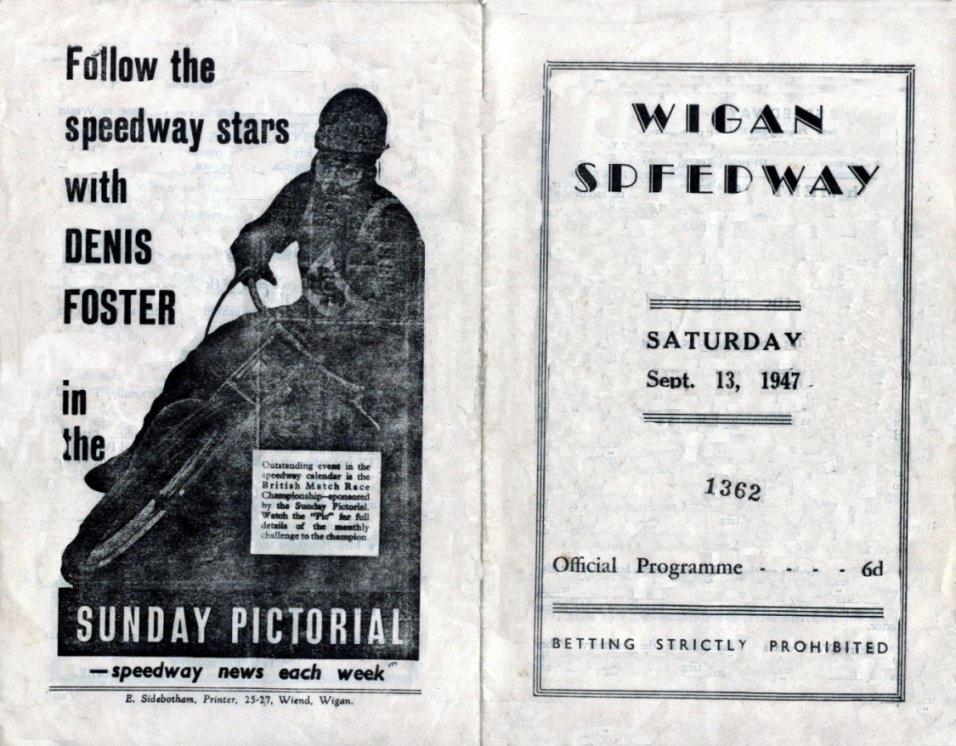 Follow the
speedway stars
with
DENIS
FOSTER
in
the
Outstanding event in the
speedway calendar is the
British Match Race
Championship—sponsored
by the Sunday Pictorial.
Watch the "Pic" for full
details of the monthly
challenge to the champion.
SUNDAY PICTORIAL
—speedway news each week
E. Sidebotham, Printer, 25-27, Wiend, Wigan.
WIGAN
SPEEDWAY
SATURDAY
Sept. 13, 1947
1362
Official Programme - - - - 6d
BETTING STRICTLY PROHIBITED